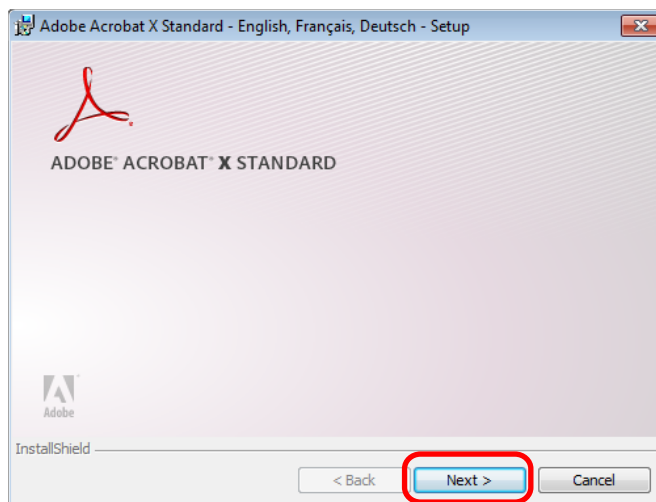 Adobe Acrobat X Standard - English, Français, Deutsch - Setup
ADOBE® ACROBAT® X STANDARD
Adobe
InstallShield
< Back
Next >
Cancel